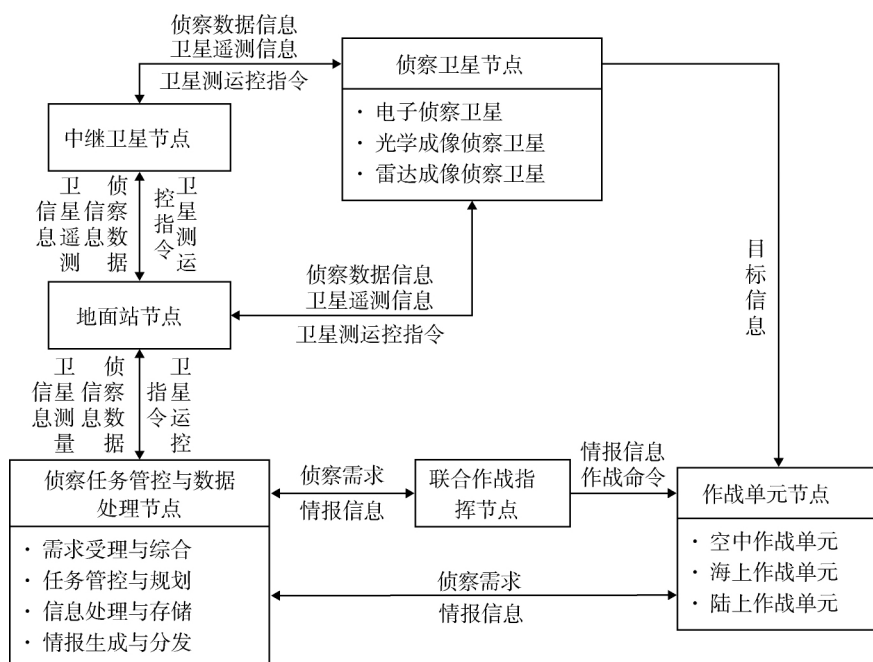 侦察数据信息
卫星遥测信息
卫星测运控指令
侦察卫星节点
· 电子侦察卫星
· 光学成像侦察卫星
· 雷达成像侦察卫星
中继卫星节点
卫星遥测
信息
侦察数据
信息
卫星测运
控指令
目标信息
侦察数据信息
卫星遥测信息
卫星测运控指令
地面站节点
卫星测量
信息
侦察数据
信息
卫星运控
指令
侦察任务管控与数据
处理节点
· 需求受理与综合
· 任务管控与规划
· 信息处理与存储
· 情报生成与分发
侦察需求
情报信息
联合作战指
挥节点
情报信息
作战命令
作战单元节点
· 空中作战单元
· 海上作战单元
· 陆上作战单元
侦察需求
情报信息